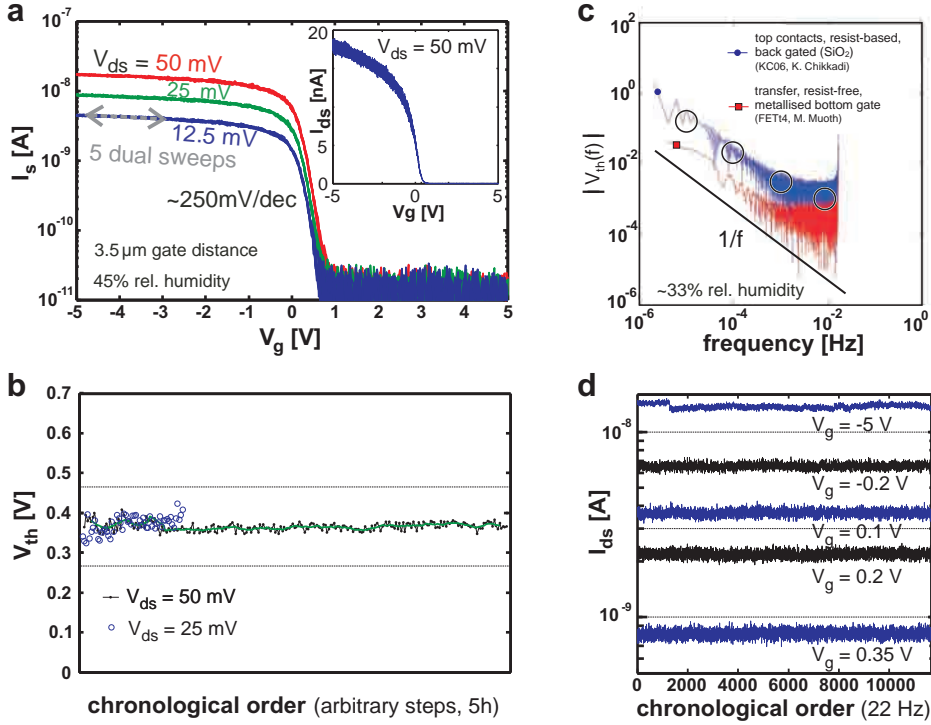 a
I_s [A]
10^-7
10^-8
10^-9
10^-10
10^-11
V_ds = 50 mV
25 mV
12.5 mV
5 dual sweeps
~250mV/dec
3.5 µm gate distance
45% rel. humidity
-5 -4 -3 -2 -1 0 1 2 3 4 5
V_g [V]
V_ds = 50 mV
I_ds [nA]
20
10
0
-5 0 5
Vg [V]
b
V_th [V]
0.7
0.6
0.5
0.4
0.3
0.2
0.1
0
V_ds = 50 mV
V_ds = 25 mV
chronological order (arbitrary steps, 5h)
c
| V_th(f) |
10^2
10^0
10^-2
10^-4
10^-6
top contacts, resist-based,
back gated (SiO_2)
(KC06, K. Chikkadi)
transfer, resist-free,
metallised bottom gate
(FETt4, M. Muoth)
1/f
~33% rel. humidity
10^-6 10^-4 10^-2 10^0
frequency [Hz]
d
I_ds [A]
10^-8
10^-9
V_g = -5 V
V_g = -0.2 V
V_g = 0.1 V
V_g = 0.2 V
V_g = 0.35 V
0 2000 4000 6000 8000 10000
chronological order (22 Hz)